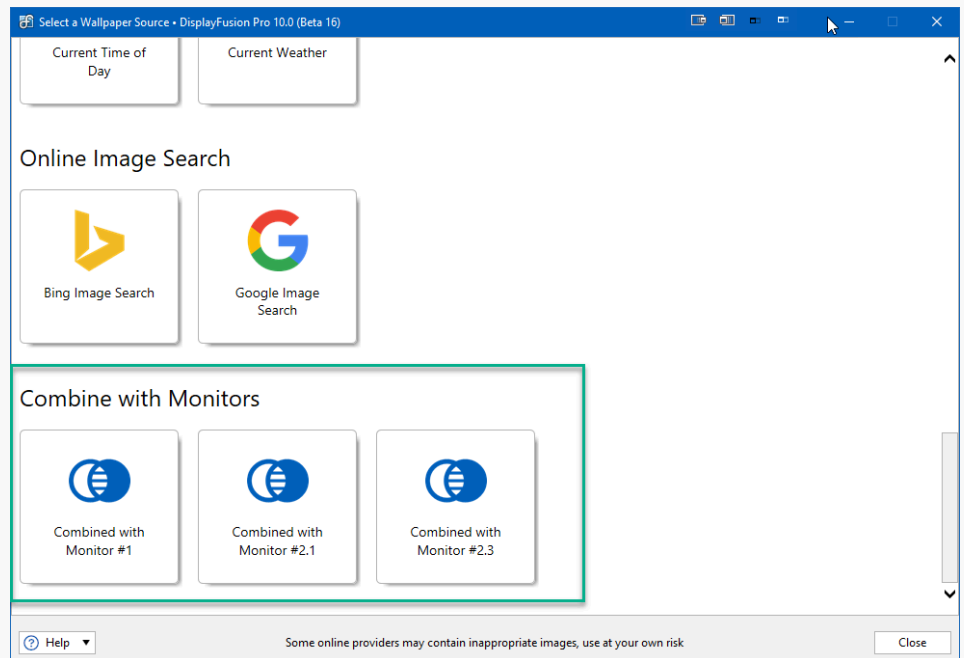 Select a Wallpaper Source • DisplayFusion Pro 10.0 (Beta 16)
Current Time of
Day
Current Weather
Online Image Search
Bing Image Search
Google Image
Search
Combine with Monitors
Combined with
Monitor #1
Combined with
Monitor #2.1
Combined with
Monitor #2.3
Help
Some online providers may contain inappropriate images, use at your own risk
Close